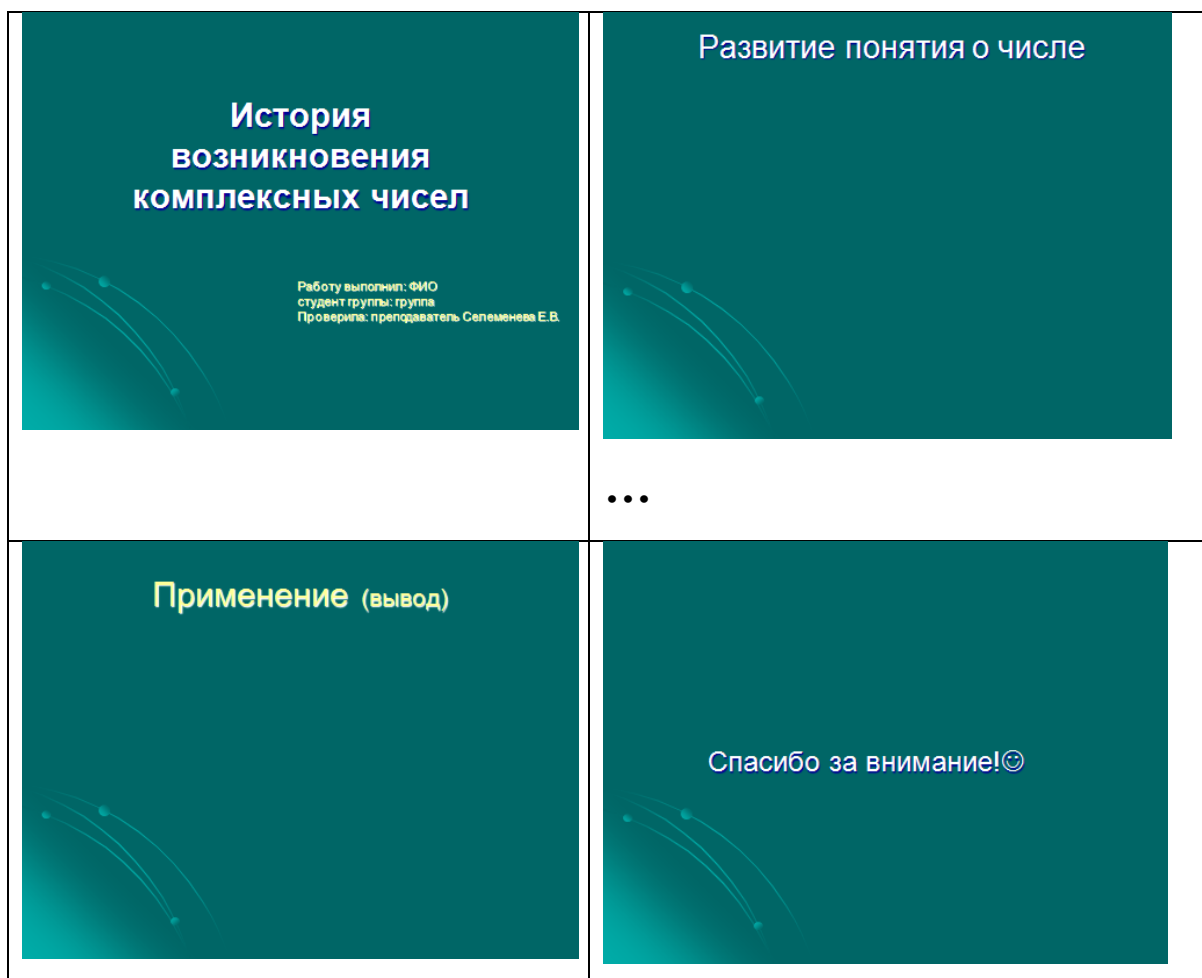 История
возникновения
комплексных чисел
Работу выполнил: ФИО
студент группы: группа
Проверила: преподаватель Селеменева Е.В.
Развитие понятия о числе
...
Применение (вывод)
Спасибо за внимание!☺